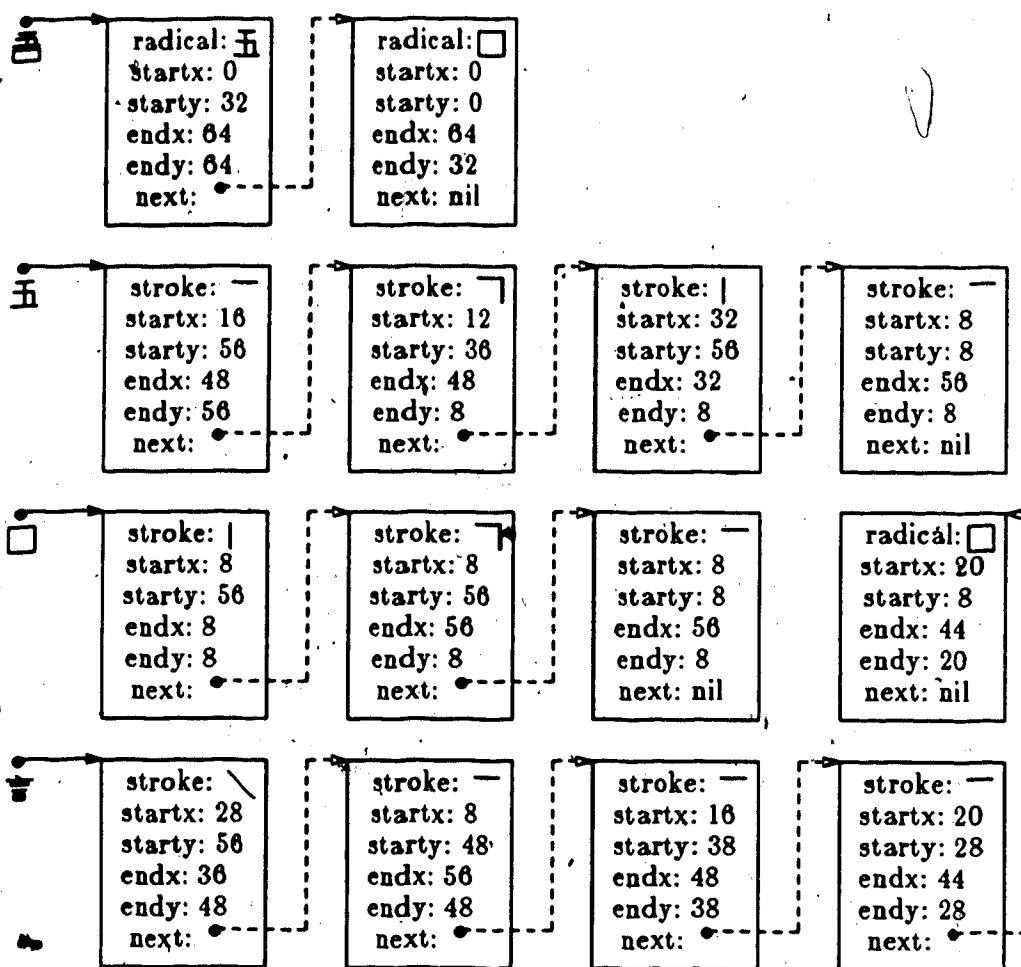 吾
radical: 五
startx: 0
starty: 32
endx: 64
endy: 64
next:
radical: 口
startx: 0
starty: 0
endx: 64
endy: 32
next: nil
五
stroke: 一
startx: 16
starty: 56
endx: 48
endy: 56
next:
stroke: ㇕
startx: 12
starty: 36
endx: 48
endy: 8
next:
stroke: |
startx: 32
starty: 56
endx: 32
endy: 8
next:
stroke: 一
startx: 8
starty: 8
endx: 56
endy: 8
next: nil
口
stroke: |
startx: 8
starty: 56
endx: 8
endy: 8
next:
stroke: ㇕
startx: 8
starty: 56
endx: 56
endy: 8
next:
stroke: 一
startx: 8
starty: 8
endx: 56
endy: 8
next: nil
radical: 口
startx: 20
starty: 8
endx: 44
endy: 20
next: nil
言
stroke: \
startx: 28
starty: 56
endx: 36
endy: 48
next:
stroke: 一
startx: 8
starty: 48
endx: 56
endy: 48
next:
stroke: 一
startx: 16
starty: 38
endx: 48
endy: 38
next:
stroke: 一
startx: 20
starty: 28
endx: 44
endy: 28
next: